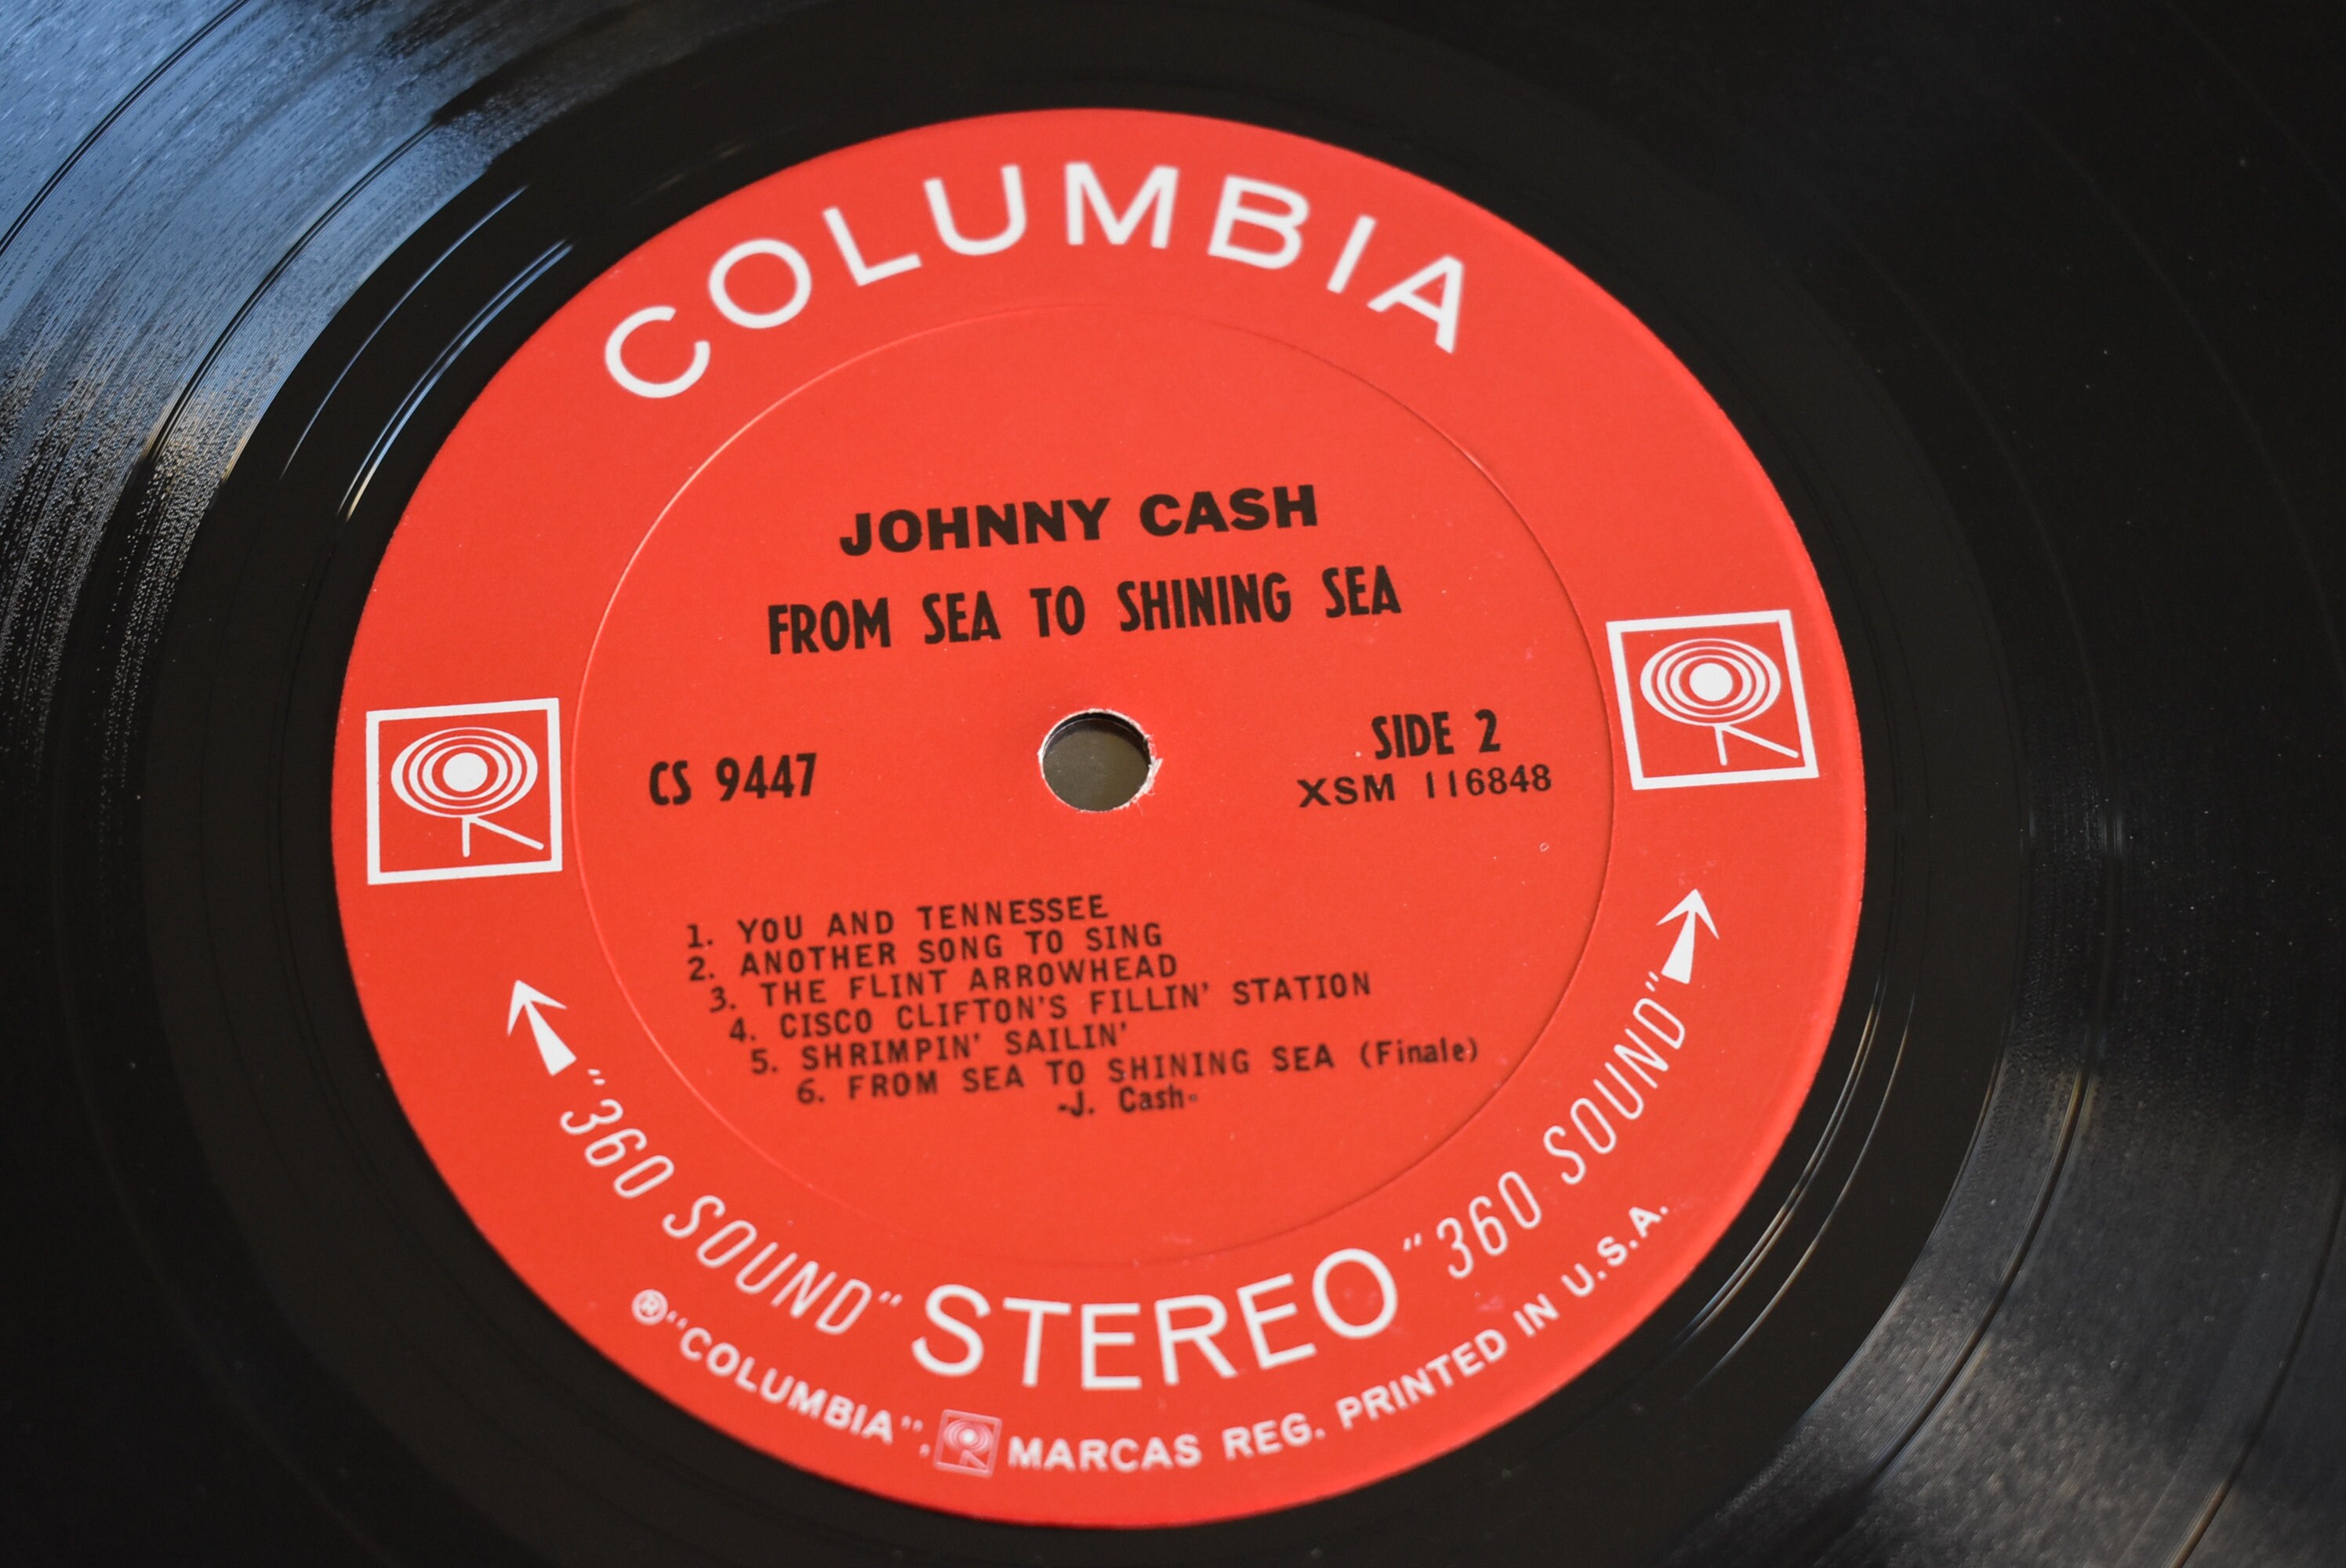 COLUMBIA
JOHNNY CASH
FROM SEA TO SHINING SEA
CS 9447
SIDE 2
XSM 116848
1. YOU AND TENNESSEE
2. ANOTHER SONG TO SING
3. THE FLINT ARROWHEAD
4. CISCO CLIFTON'S FILLIN' STATION
5. SHRIMPIN' SAILIN'
6. FROM SEA TO SHINING SEA (Finale)
-J. Cash-
"360 SOUND" STEREO "360 SOUND"
® "COLUMBIA", MARCAS REG. PRINTED IN U.S.A.